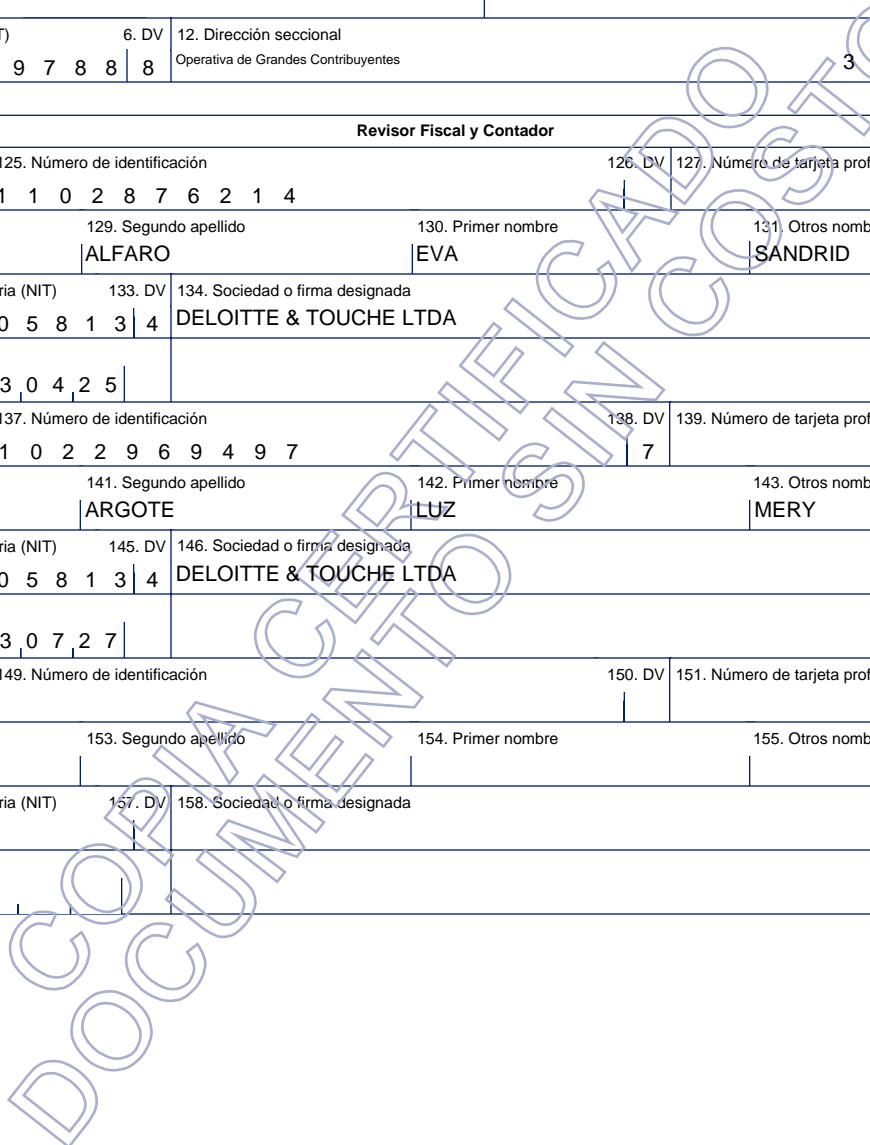 T) 6. DV 12. Dirección seccional
9 7 8 8 8 Operativa de Grandes Contribuyentes 3
Revisor Fiscal y Contador
125. Número de identificación 126. DV 127. Número de tarjeta prof
1 1 0 2 8 7 6 2 1 4
129. Segundo apellido 130. Primer nombre 131. Otros nomb
ALFARO EVA SANDRID
ria (NIT) 133. DV 134. Sociedad o firma designada
0 5 8 1 3 4 DELOITTE & TOUCHE LTDA
3 0 4 2 5
137. Número de identificación 138. DV 139. Número de tarjeta prof
1 0 2 2 9 6 9 4 9 7 7
141. Segundo apellido 142. Primer nombre 143. Otros nomb
ARGOTE LUZ MERY
ria (NIT) 145. DV 146. Sociedad o firma designada
0 5 8 1 3 4 DELOITTE & TOUCHE LTDA
3 0 7 2 7
149. Número de identificación 150. DV 151. Número de tarjeta prof
153. Segundo apellido 154. Primer nombre 155. Otros nomb
ria (NIT) 157. DV 158. Sociedad o firma designada
COPIA CERTIFICADO
DOCUMENTO SIN COSTO